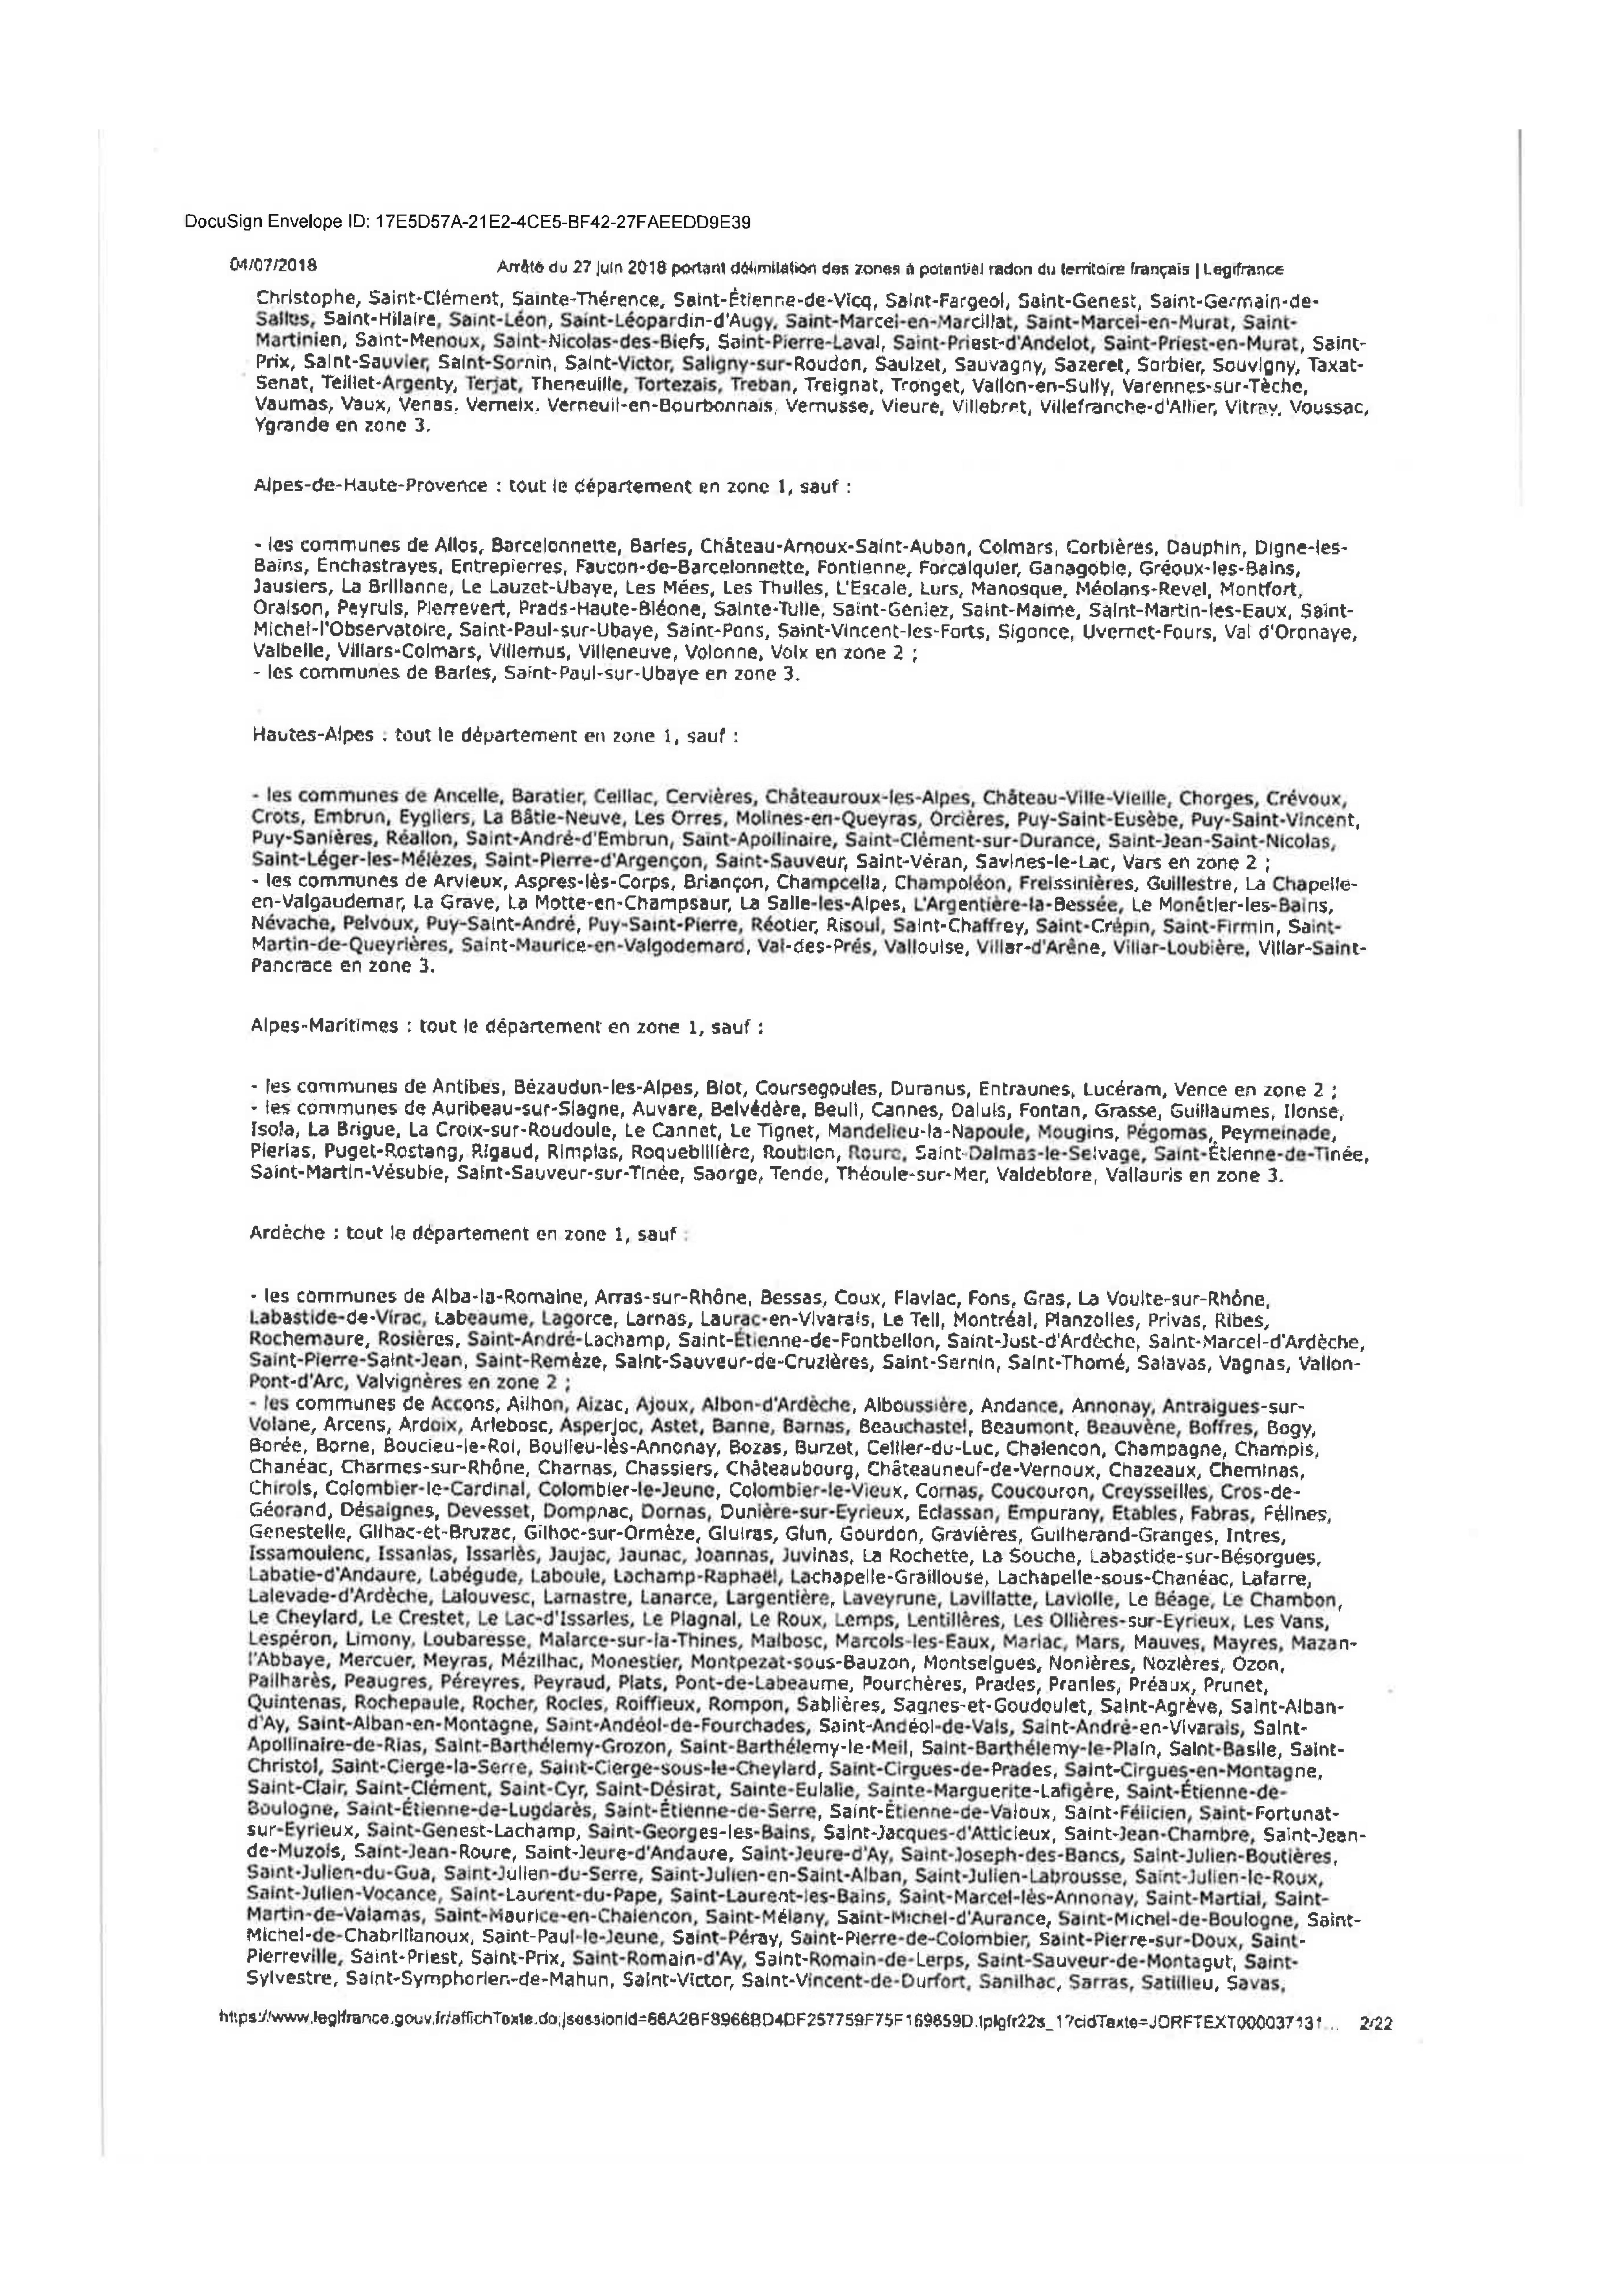 DocuSign Envelope ID: 17E5D57A-21E2-4CE5-BF42-27FAEEDD9E39
04/07/2018 Arrêté du 27 juin 2018 portant délimitation des zones à potentiel radon du territoire français | Legifrance
Christophe, Saint-Clément, Sainte-Thérence, Saint-Étienne-de-Vicq, Saint-Fargeol, Saint-Genest, Saint-Germain-de-
Salles, Saint-Hilaire, Saint-Léon, Saint-Léopardin-d'Augy, Saint-Marcel-en-Marcillat, Saint-Marcel-en-Murat, Saint-
Martinien, Saint-Menoux, Saint-Nicolas-des-Biefs, Saint-Pierre-Laval, Saint-Priest-d'Andelot, Saint-Priest-en-Murat, Saint-
Prix, Saint-Sauvier, Saint-Sornin, Saint-Victor, Saligny-sur-Roudon, Saulzet, Sauvagny, Sazeret, Sorbier, Souvigny, Taxat-
Senat, Teillet-Argenty, Terjat, Theneuille, Tortezais, Treban, Treignat, Tronget, Vallon-en-Sully, Varennes-sur-Tèche,
Vaumas, Vaux, Venas, Verneix, Verneuil-en-Bourbonnais, Vernusse, Vieure, Villebret, Villefranche-d'Allier, Vitray, Voussac,
Ygrande en zone 3.
Alpes-de-Haute-Provence : tout le département en zone 1, sauf :
- les communes de Allos, Barcelonnette, Barles, Château-Arnoux-Saint-Auban, Colmars, Corbières, Dauphin, Digne-les-
Bains, Enchastrayes, Entrepierres, Faucon-de-Barcelonnette, Fontienne, Forcalquier, Ganagobie, Gréoux-les-Bains,
Jausiers, La Brillanne, Le Lauzet-Ubaye, Les Mées, Les Thuiles, L'Escale, Lurs, Manosque, Méolans-Revel, Montfort,
Oraison, Peyruis, Pierrevert, Prads-Haute-Bléone, Sainte-Tulle, Saint-Geniez, Saint-Maime, Saint-Martin-les-Eaux, Saint-
Michel-l'Observatoire, Saint-Paul-sur-Ubaye, Saint-Pons, Saint-Vincent-les-Forts, Sigonce, Uvernet-Fours, Val d'Oronaye,
Valbelle, Villars-Colmars, Villemus, Villeneuve, Volonne, Volx en zone 2 ;
- les communes de Barles, Saint-Paul-sur-Ubaye en zone 3.
Hautes-Alpes : tout le département en zone 1, sauf :
- les communes de Ancelle, Baratier, Ceillac, Cervières, Châteauroux-les-Alpes, Château-Ville-Vieille, Chorges, Crévoux,
Crots, Embrun, Eygliers, La Bâtie-Neuve, Les Orres, Molines-en-Queyras, Orcières, Puy-Saint-Eusèbe, Puy-Saint-Vincent,
Puy-Sanières, Réallon, Saint-André-d'Embrun, Saint-Apollinaire, Saint-Clément-sur-Durance, Saint-Jean-Saint-Nicolas,
Saint-Léger-les-Mélèzes, Saint-Pierre-d'Argençon, Saint-Sauveur, Saint-Véran, Savines-le-Lac, Vars en zone 2 ;
- les communes de Arvieux, Aspres-lès-Corps, Briançon, Champcella, Champoléon, Freissinières, Guillestre, La Chapelle-
en-Valgaudemar, La Grave, La Motte-en-Champsaur, La Salle-les-Alpes, L'Argentière-la-Bessée, Le Monêtier-les-Bains,
Névache, Pelvoux, Puy-Saint-André, Puy-Saint-Pierre, Réotier, Risoul, Saint-Chaffrey, Saint-Crépin, Saint-Firmin, Saint-
Martin-de-Queyrières, Saint-Maurice-en-Valgodemard, Val-des-Prés, Vallouise, Villar-d'Arêne, Villar-Loubière, Villar-Saint-
Pancrace en zone 3.
Alpes-Maritimes : tout le département en zone 1, sauf :
- les communes de Antibes, Bézaudun-les-Alpes, Biot, Coursegoules, Duranus, Entraunes, Lucéram, Vence en zone 2 ;
- les communes de Auribeau-sur-Siagne, Auvare, Belvédère, Beuil, Cannes, Daluis, Fontan, Grasse, Guillaumes, Ilonse,
Isola, La Brigue, La Croix-sur-Roudoule, Le Cannet, Le Tignet, Mandelieu-la-Napoule, Mougins, Pégomas, Peymeinade,
Pierlas, Puget-Rostang, Rigaud, Rimplas, Roquebillière, Roubion, Roure, Saint-Dalmas-le-Selvage, Saint-Étienne-de-Tinée,
Saint-Martin-Vésubie, Saint-Sauveur-sur-Tinée, Saorge, Tende, Théoule-sur-Mer, Valdeblore, Vallauris en zone 3.
Ardèche : tout le département en zone 1, sauf :
- les communes de Alba-la-Romaine, Arras-sur-Rhône, Bessas, Coux, Flaviac, Fons, Gras, La Voulte-sur-Rhône,
Labastide-de-Virac, Labeaume, Lagorce, Larnas, Laurac-en-Vivarais, Le Teil, Montréal, Planzolles, Privas, Ribes,
Rochemaure, Rosières, Saint-André-Lachamp, Saint-Étienne-de-Fontbellon, Saint-Just-d'Ardèche, Saint-Marcel-d'Ardèche,
Saint-Pierre-Saint-Jean, Saint-Remèze, Saint-Sauveur-de-Cruzières, Saint-Sernin, Saint-Thomé, Salavas, Vagnas, Vallon-
Pont-d'Arc, Valvignères en zone 2 ;
- les communes de Accons, Ailhon, Aizac, Ajoux, Albon-d'Ardèche, Alboussière, Andance, Annonay, Antraigues-sur-
Volane, Arcens, Ardoix, Arlebosc, Asperjoc, Astet, Banne, Barnas, Beauchastel, Beaumont, Beauvène, Boffres, Bogy,
Borée, Borne, Boucieu-le-Roi, Boulieu-lès-Annonay, Bozas, Burzet, Cellier-du-Luc, Chalencon, Champagne, Champis,
Chanéac, Charmes-sur-Rhône, Charnas, Chassiers, Châteaubourg, Châteauneuf-de-Vernoux, Chazeaux, Cheminas,
Chirols, Colombier-le-Cardinal, Colombier-le-Jeune, Colombier-le-Vieux, Cornas, Coucouron, Creysseilles, Cros-de-
Géorand, Désaignes, Devesset, Dompnac, Dornas, Dunière-sur-Eyrieux, Eclassan, Empurany, Etables, Fabras, Félines,
Genestelle, Gilhac-et-Bruzac, Gilhoc-sur-Ormèze, Gluiras, Glun, Gourdon, Gravières, Guilherand-Granges, Intres,
Issamoulenc, Issanlas, Issarlès, Jaujac, Jaunac, Joannas, Juvinas, La Rochette, La Souche, Labastide-sur-Bésorgues,
Labatie-d'Andaure, Labégude, Laboule, Lachamp-Raphaël, Lachapelle-Graillouse, Lachapelle-sous-Chanéac, Lafarre,
Lalevade-d'Ardèche, Lalouvesc, Lamastre, Lanarce, Largentière, Laveyrune, Lavillatte, Laviolle, Le Béage, Le Chambon,
Le Cheylard, Le Crestet, Le Lac-d'Issarles, Le Plagnal, Le Roux, Lemps, Lentillères, Les Ollières-sur-Eyrieux, Les Vans,
Lespéron, Limony, Loubaresse, Malarce-sur-la-Thines, Malbosc, Marcols-les-Eaux, Mariac, Mars, Mauves, Mayres, Mazan-
l'Abbaye, Mercuer, Meyras, Mézilhac, Monestier, Montpezat-sous-Bauzon, Montselgues, Nonières, Nozières, Ozon,
Pailharès, Peaugres, Péreyres, Peyraud, Plats, Pont-de-Labeaume, Pourchères, Prades, Pranles, Préaux, Prunet,
Quintenas, Rochepaule, Rocher, Rocles, Roiffieux, Rompon, Sablières, Sagnes-et-Goudoulet, Saint-Agrève, Saint-Alban-
d'Ay, Saint-Alban-en-Montagne, Saint-Andéol-de-Fourchades, Saint-Andéol-de-Vals, Saint-André-en-Vivarais, Saint-
Apollinaire-de-Rias, Saint-Barthélemy-Grozon, Saint-Barthélemy-le-Meil, Saint-Barthélemy-le-Plain, Saint-Basile, Saint-
Christol, Saint-Cierge-la-Serre, Saint-Cierge-sous-le-Cheylard, Saint-Cirgues-de-Prades, Saint-Cirgues-en-Montagne,
Saint-Clair, Saint-Clément, Saint-Cyr, Saint-Désirat, Sainte-Eulalie, Sainte-Marguerite-Lafigère, Saint-Étienne-de-
Boulogne, Saint-Étienne-de-Lugdarès, Saint-Étienne-de-Serre, Saint-Étienne-de-Valoux, Saint-Félicien, Saint-Fortunat-
sur-Eyrieux, Saint-Genest-Lachamp, Saint-Georges-les-Bains, Saint-Jacques-d'Atticieux, Saint-Jean-Chambre, Saint-Jean-
de-Muzols, Saint-Jean-Roure, Saint-Jeure-d'Andaure, Saint-Jeure-d'Ay, Saint-Joseph-des-Bancs, Saint-Julien-Boutières,
Saint-Julien-du-Gua, Saint-Julien-du-Serre, Saint-Julien-en-Saint-Alban, Saint-Julien-Labrousse, Saint-Julien-le-Roux,
Saint-Julien-Vocance, Saint-Laurent-du-Pape, Saint-Laurent-les-Bains, Saint-Marcel-lès-Annonay, Saint-Martial, Saint-
Martin-de-Valamas, Saint-Maurice-en-Chalencon, Saint-Mélany, Saint-Michel-d'Aurance, Saint-Michel-de-Boulogne, Saint-
Michel-de-Chabrillanoux, Saint-Paul-le-Jeune, Saint-Péray, Saint-Pierre-de-Colombier, Saint-Pierre-sur-Doux, Saint-
Pierreville, Saint-Priest, Saint-Prix, Saint-Romain-d'Ay, Saint-Romain-de-Lerps, Saint-Sauveur-de-Montagut, Saint-
Sylvestre, Saint-Symphorien-de-Mahun, Saint-Victor, Saint-Vincent-de-Durfort, Sanilhac, Sarras, Satillieu, Savas,
https://www.legifrance.gouv.fr/affichTexte.do;jsessionid=66A2BF8966BD4DF257759F75F169659D.tplgfr22s_1?cidTexte=JORFTEXT000037131... 2/22